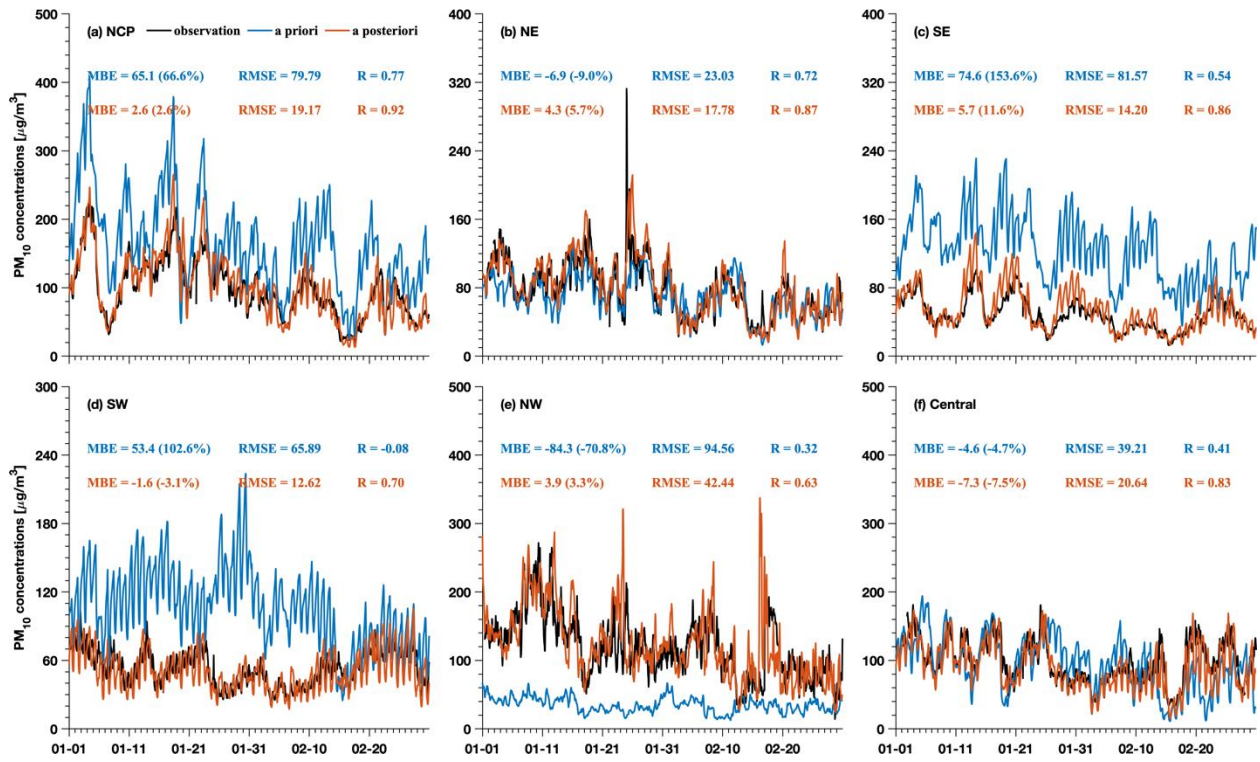 (a) NCP observation a priori a posteriori
MBE = 65.1 (66.6%) RMSE = 79.79 R = 0.77
MBE = 2.6 (2.6%) RMSE = 19.17 R = 0.92
PM10 concentrations [μg/m³]
500
400
300
200
100
0
(b) NE
MBE = -6.9 (-9.0%) RMSE = 23.03 R = 0.72
MBE = 4.3 (5.7%) RMSE = 17.78 R = 0.87
400
320
240
160
80
0
(c) SE
MBE = 74.6 (153.6%) RMSE = 81.57 R = 0.54
MBE = 5.7 (11.6%) RMSE = 14.20 R = 0.86
400
320
240
160
80
0
(d) SW
MBE = 53.4 (102.6%) RMSE = 65.89 R = -0.08
MBE = -1.6 (-3.1%) RMSE = 12.62 R = 0.70
PM10 concentrations [μg/m³]
300
240
180
120
60
0
01-01 01-11 01-21 01-31 02-10 02-20
(e) NW
MBE = -84.3 (-70.8%) RMSE = 94.56 R = 0.32
MBE = 3.9 (3.3%) RMSE = 42.44 R = 0.63
500
400
300
200
100
0
01-01 01-11 01-21 01-31 02-10 02-20
(f) Central
MBE = -4.6 (-4.7%) RMSE = 39.21 R = 0.41
MBE = -7.3 (-7.5%) RMSE = 20.64 R = 0.83
500
400
300
200
100
0
01-01 01-11 01-21 01-31 02-10 02-20